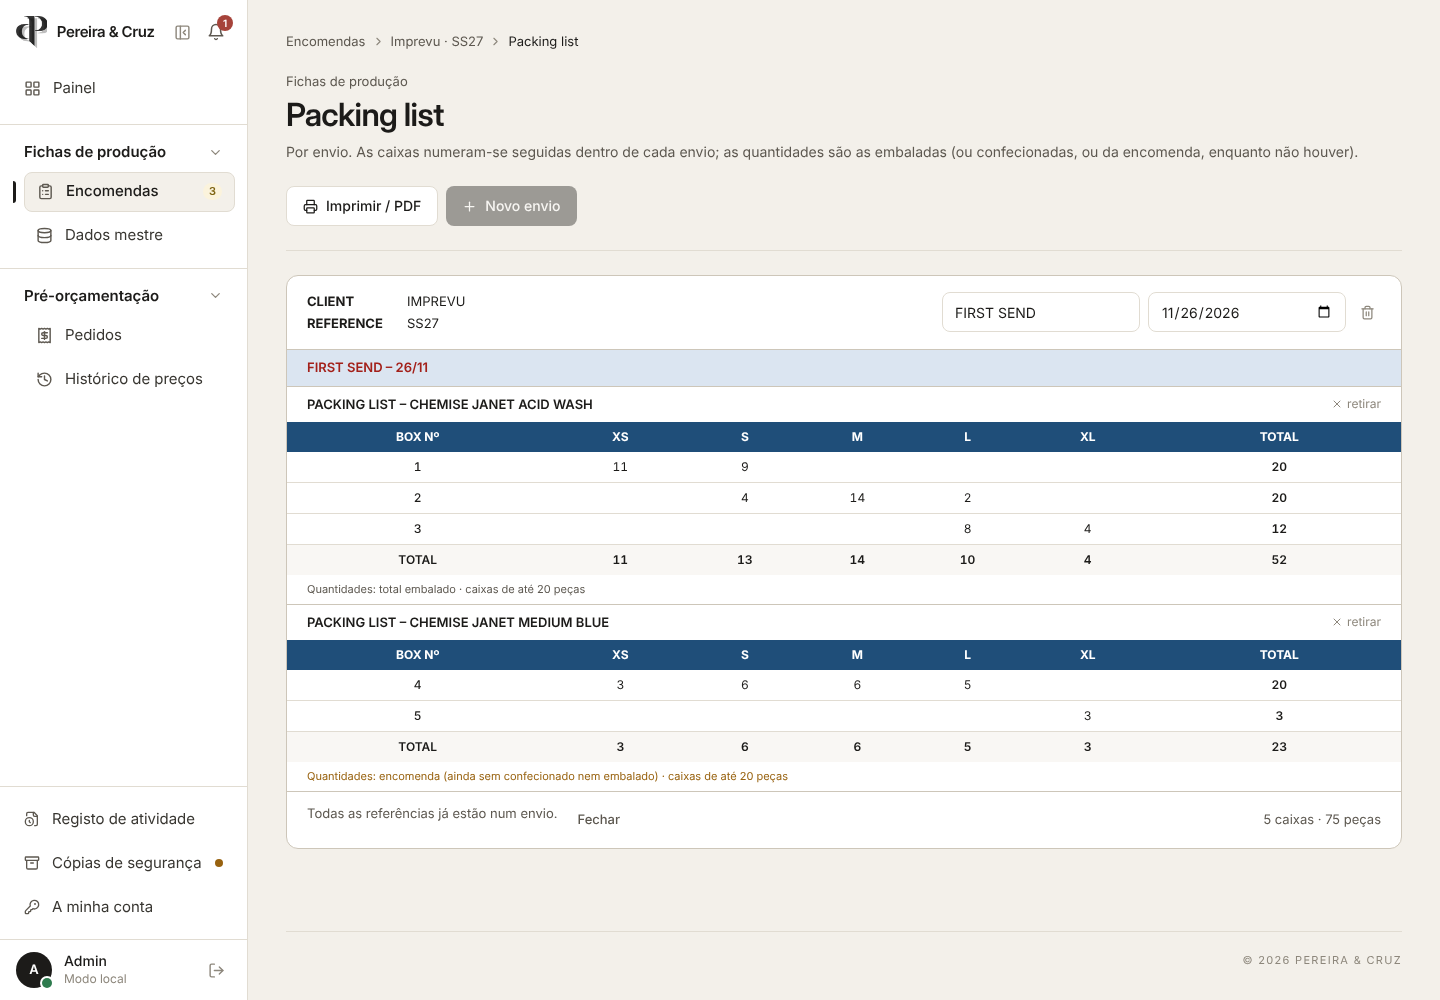 Pereira & Cruz
1
Painel
Fichas de produção
Encomendas 3
Dados mestre
Pré-orçamentação
Pedidos
Histórico de preços
Registo de atividade
Cópias de segurança
A minha conta
A
Admin
Modo local
Encomendas > Imprevu · SS27 > Packing list
Fichas de produção
Packing list
Por envio. As caixas numeram-se seguidas dentro de cada envio; as quantidades são as embaladas (ou confecionadas, ou da encomenda, enquanto não houver).
Imprimir / PDF + Novo envio
CLIENT IMPREVU
REFERENCE SS27
FIRST SEND 11/26/2026
FIRST SEND – 26/11
PACKING LIST – CHEMISE JANET ACID WASH × retirar
BOX Nº XS S M L XL TOTAL
1 11 9 20
2 4 14 2 20
3 8 4 12
TOTAL 11 13 14 10 4 52
Quantidades: total embalado · caixas de até 20 peças
PACKING LIST – CHEMISE JANET MEDIUM BLUE × retirar
BOX Nº XS S M L XL TOTAL
4 3 6 6 5 20
5 3 3
TOTAL 3 6 6 5 3 23
Quantidades: encomenda (ainda sem confecionado nem embalado) · caixas de até 20 peças
Todas as referências já estão num envio. Fechar 5 caixas · 75 peças
© 2026 PEREIRA & CRUZ